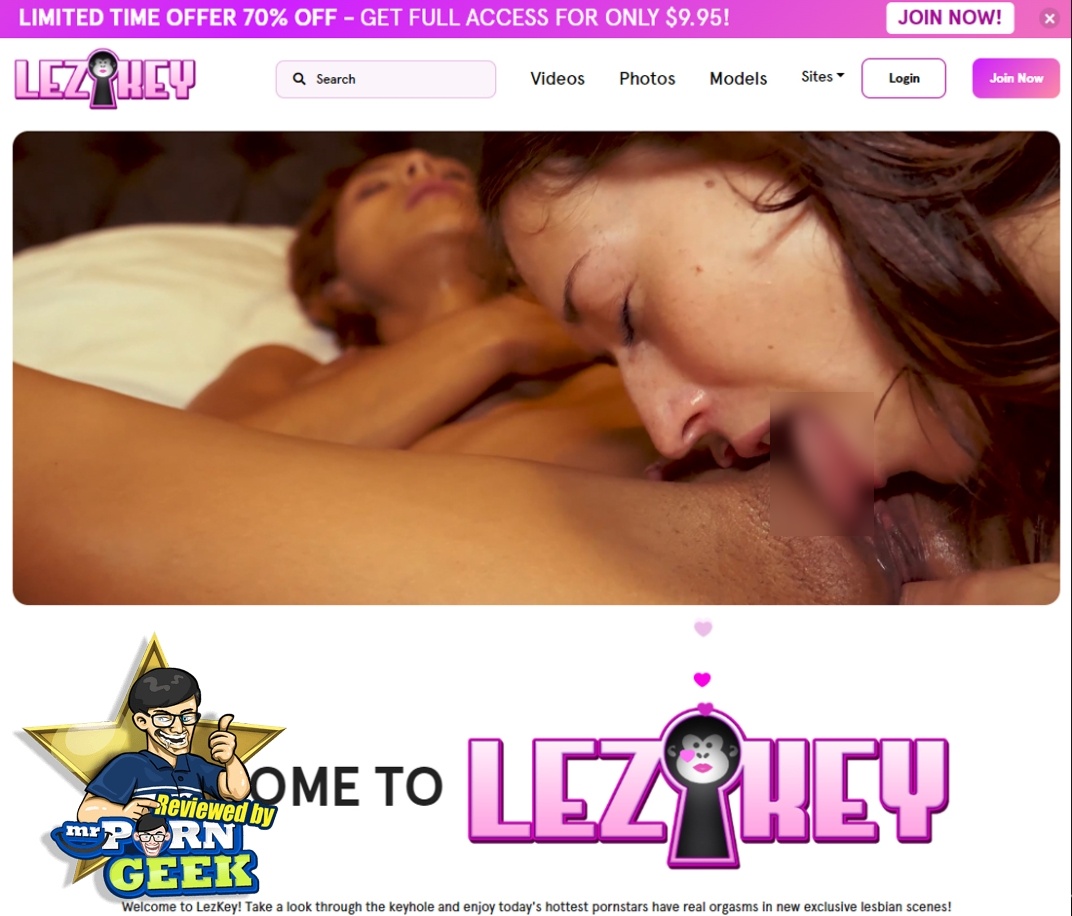 LIMITED TIME OFFER 70% OFF – GET FULL ACCESS FOR ONLY $9.95! JOIN NOW!
LEZKEY Search Videos Photos Models Sites Login Join Now
OME TO LEZKEY
Reviewed by
mr PORN
GEEK
Welcome to LezKey! Take a look through the keyhole and enjoy today's hottest pornstars have real orgasms in new exclusive lesbian scenes!